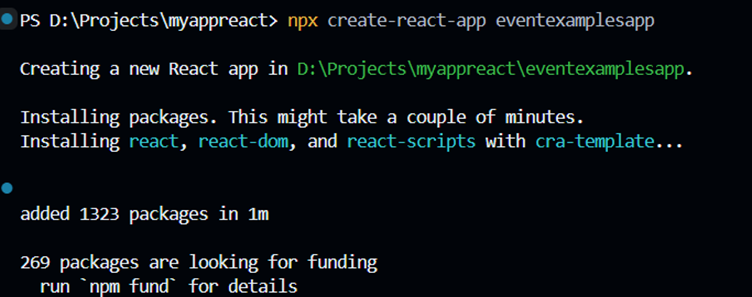 PS D:\Projects\myappreact> npx create-react-app eventexamplesapp
Creating a new React app in D:\Projects\myappreact\eventexamplesapp.
Installing packages. This might take a couple of minutes.
Installing react, react-dom, and react-scripts with cra-template...
added 1323 packages in 1m
269 packages are looking for funding
  run `npm fund` for details